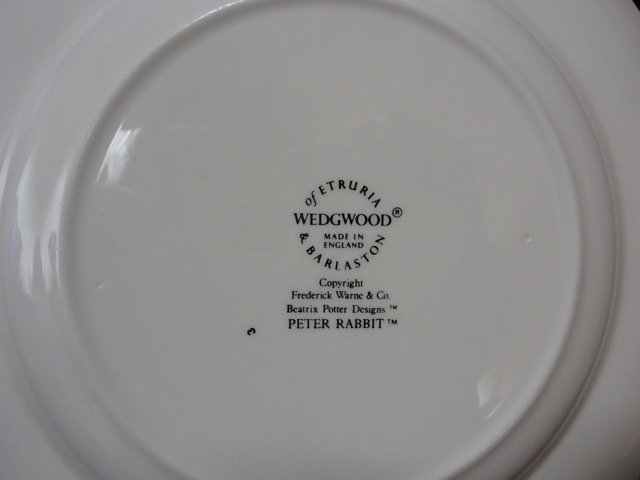 of ETRURIA
WEDGWOOD®
MADE IN
ENGLAND
& BARLASTON
Copyright
Frederick Warne & Co.
Beatrix Potter Designs ™
PETER RABBIT ™
c